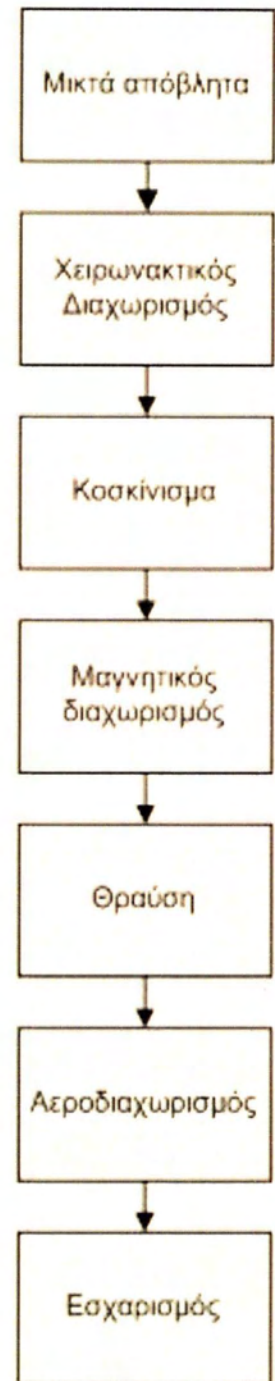 Μικτά απόβλητα
Χειρωνακτικός
Διαχωρισμός
Κοσκίνισμα
Μαγνητικός
διαχωρισμός
Θραύση
Αεροδιαχωρισμός
Εσχαρισμός